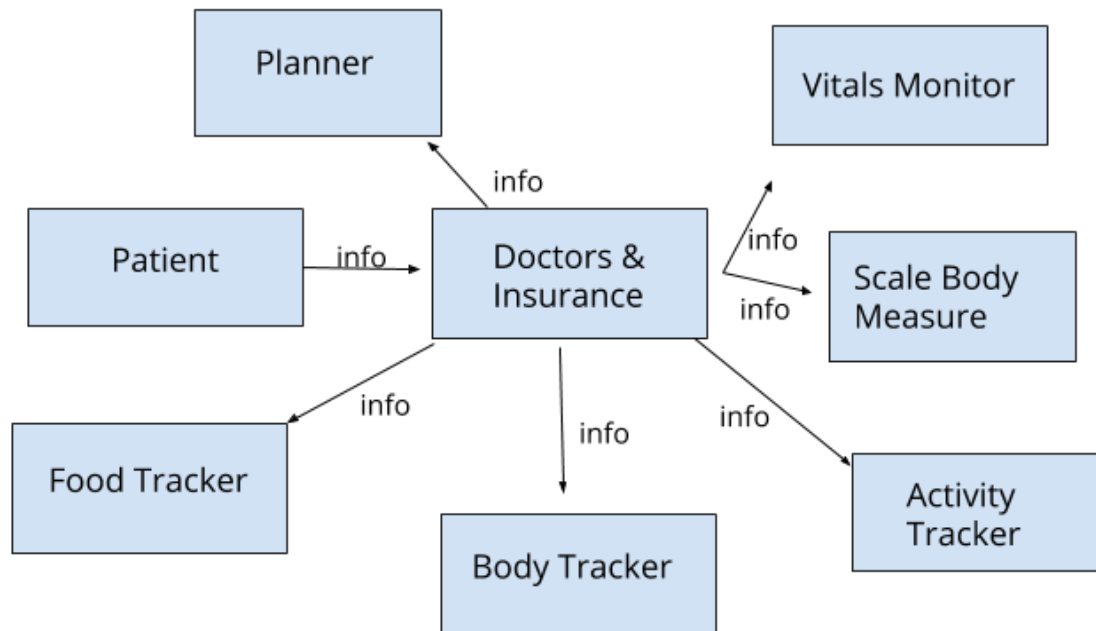 Planner
Vitals Monitor
info
Patient
info
Doctors &
Insurance
info
info
Scale Body
Measure
info
info
info
Food Tracker
Body Tracker
Activity
Tracker